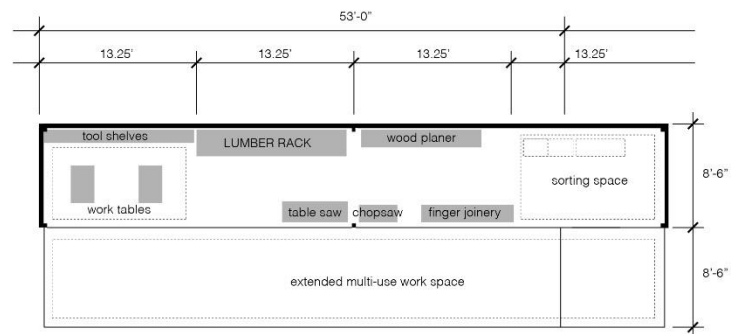 53'-0"
13.25'
13.25'
13.25'
13.25'
tool shelves
LUMBER RACK
wood planer
8'-6"
sorting space
work tables
table saw
chopsaw
finger joinery
8'-6"
extended multi-use work space